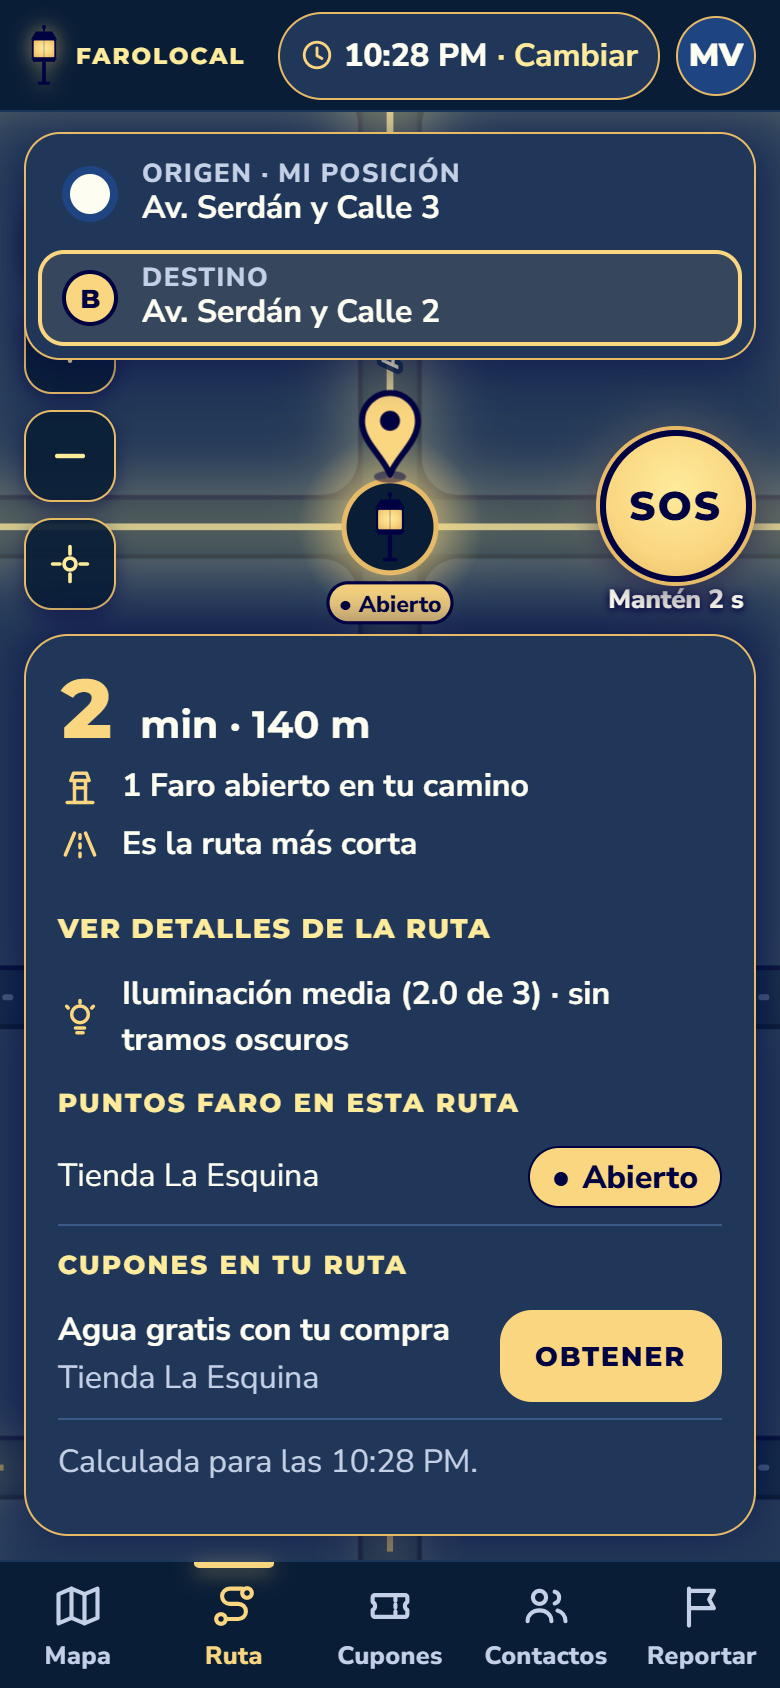 FAROLOCAL
10:28 PM · Cambiar
MV
ORIGEN · MI POSICIÓN
Av. Serdán y Calle 3
B
DESTINO
Av. Serdán y Calle 2
SOS
Mantén 2 s
● Abierto
2 min · 140 m
1 Faro abierto en tu camino
Es la ruta más corta
VER DETALLES DE LA RUTA
Iluminación media (2.0 de 3) · sin
tramos oscuros
PUNTOS FARO EN ESTA RUTA
Tienda La Esquina
● Abierto
CUPONES EN TU RUTA
Agua gratis con tu compra
Tienda La Esquina
OBTENER
Calculada para las 10:28 PM.
Mapa
Ruta
Cupones
Contactos
Reportar